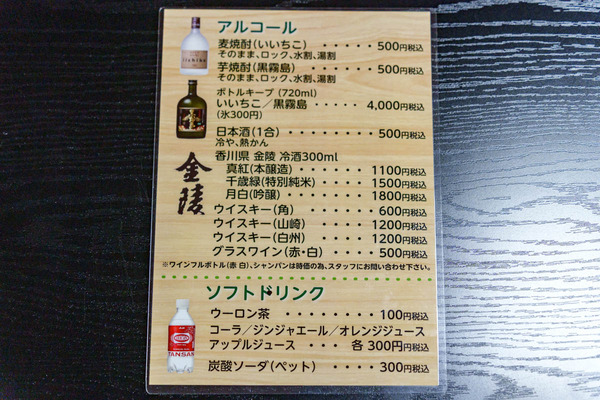 アルコール
麦焼酎(いいちこ) ・・・・・・500円税込
そのまま、ロック、水割、湯割
芋焼酎(黒霧島) ・・・・・・500円税込
そのまま、ロック、水割、湯割
ボトルキープ(720ml)
いいちこ/黒霧島 ・・・・・4,000円税込
(氷300円)
日本酒(1合)・・・・・・・・・500円税込
冷や、熱かん
香川県 金陵 冷酒300ml
真紅(本醸造)・・・・・・1100円税込
千歳緑(特別純米)・・・・1500円税込
月白(吟醸)・・・・・・・1800円税込
金陵
ウイスキー(角) ・・・・・・・600円税込
ウイスキー(山崎) ・・・・・1200円税込
ウイスキー(白州) ・・・・・1200円税込
グラスワイン(赤・白)・・・・500円税込
※ワインフルボトル(赤 白)、シャンパンは時価の為、スタッフにお問い合わせ下さい。
ソフトドリンク
ウーロン茶 ・・・・・・・・・100円税込
コーラ/ジンジャエール/オレンジジュース
アップルジュース ・・・・各 300円税込
炭酸ソーダ(ペット)・・・・・300円税込
TANSAN